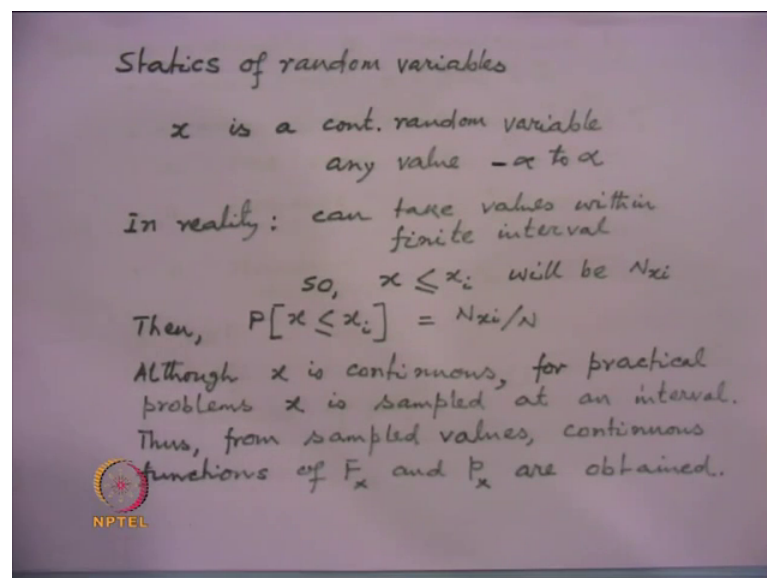 Statics of random variables
x is a cont. random variable
any value -α to α
In reality: can take values within
finite interval
so, x ≤ xi will be Nxi
Then, P[x ≤ xi] = Nxi/N
Although x is continuous, for practical
problems x is sampled at an interval.
Thus, from sampled values, continuous
functions of Fx and Px are obtained.
NPTEL